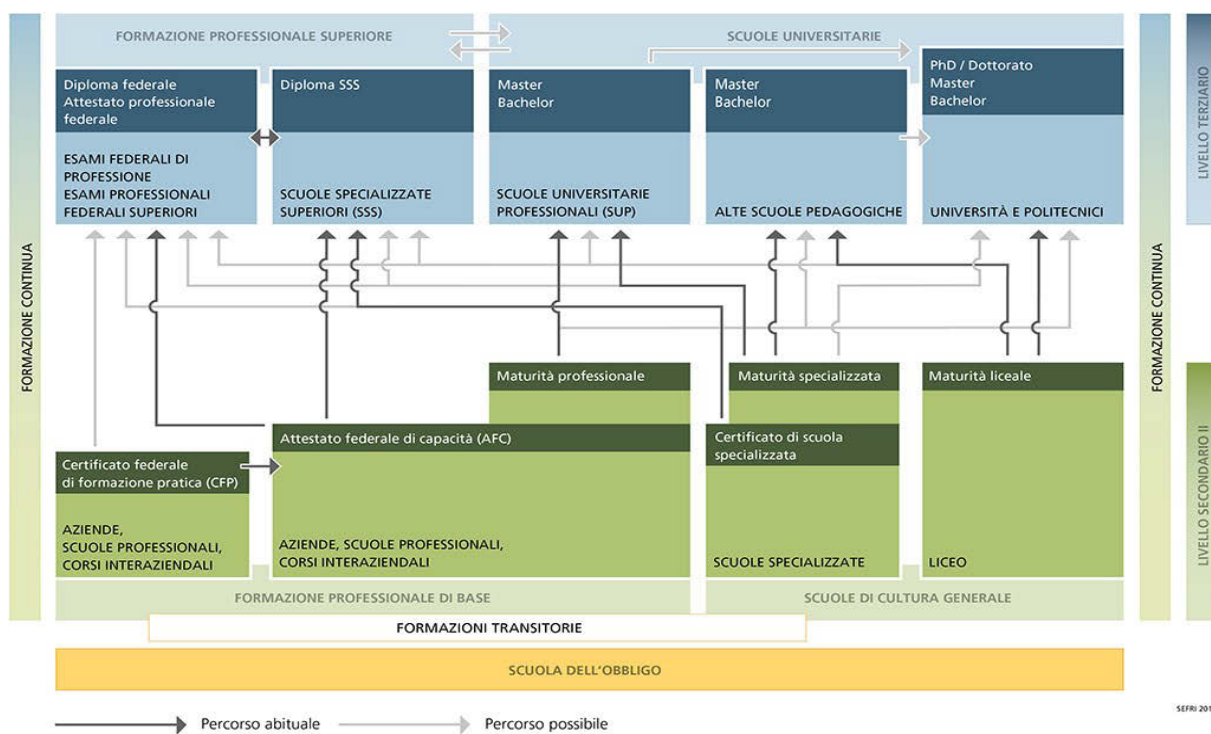 FORMAZIONE PROFESSIONALE SUPERIORE
SCUOLE UNIVERSITARIE
FORMAZIONE CONTINUA
Diploma federale
Attestato professionale
federale
ESAMI FEDERALI DI
PROFESSIONE
ESAMI PROFESSIONALI
FEDERALI SUPERIORI
Diploma SSS
SCUOLE SPECIALIZZATE
SUPERIORI (SSS)
Master
Bachelor
SCUOLE UNIVERSITARIE
PROFESSIONALI (SUP)
Master
Bachelor
ALTE SCUOLE PEDAGOGICHE
PhD / Dottorato
Master
Bachelor
UNIVERSITÀ E POLITECNICI
FORMAZIONE CONTINUA
LIVELLO TERZIARIO
Maturità professionale
Maturità specializzata
Maturità liceale
Attestato federale di capacità (AFC)
Certificato di scuola
specializzata
Certificato federale
di formazione pratica (CFP)
AZIENDE,
SCUOLE PROFESSIONALI,
CORSI INTERAZIENDALI
AZIENDE, SCUOLE PROFESSIONALI,
CORSI INTERAZIENDALI
SCUOLE SPECIALIZZATE
LICEO
LIVELLO SECONDARIO II
FORMAZIONE PROFESSIONALE DI BASE
SCUOLE DI CULTURA GENERALE
FORMAZIONI TRANSITORIE
SCUOLA DELL'OBBLIGO
Percorso abituale
Percorso possibile
SEFRI